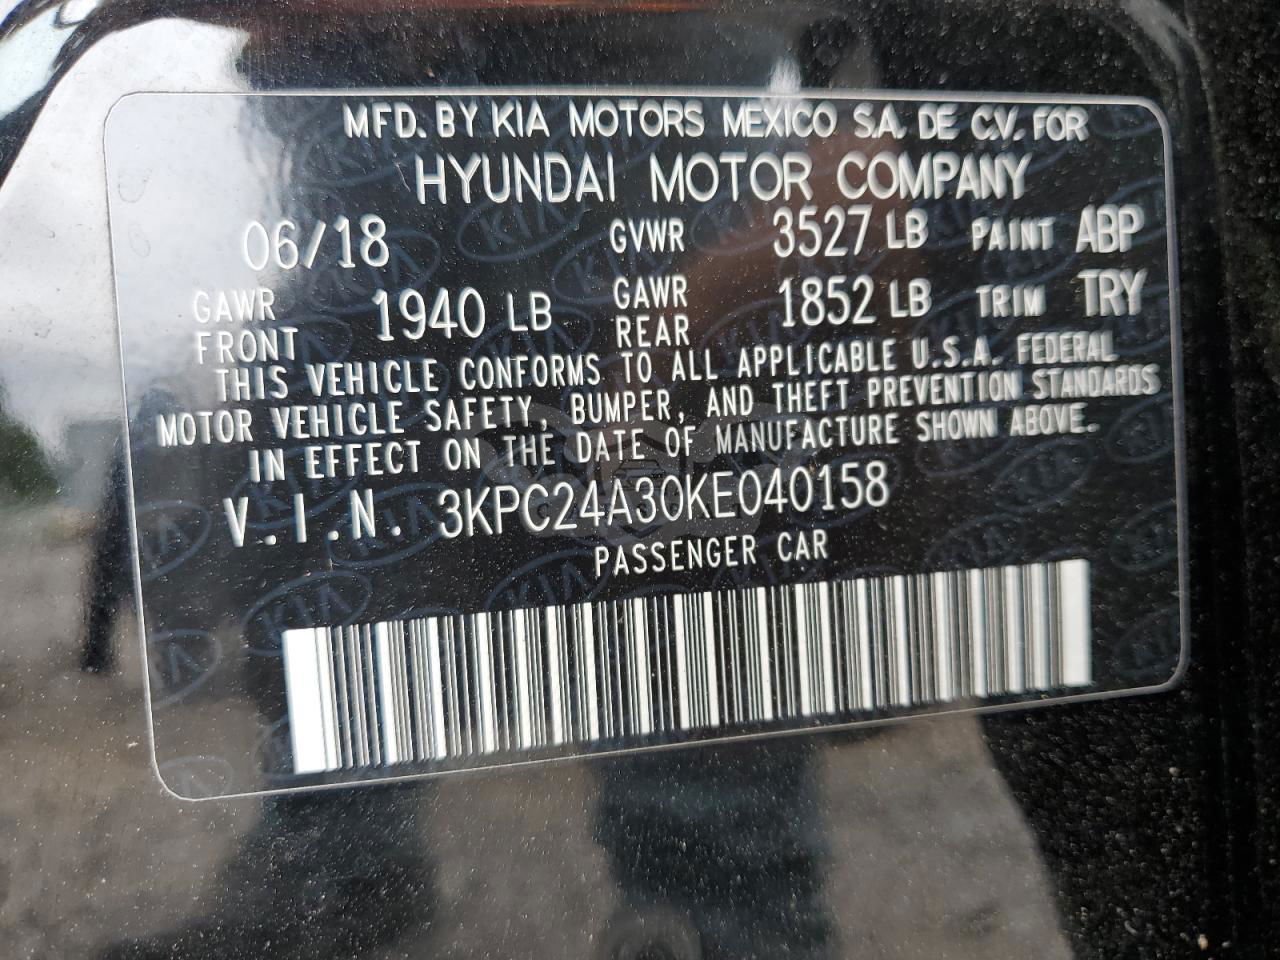 MFD. BY KIA MOTORS MEXICO S.A. DE C.V. FOR
HYUNDAI MOTOR COMPANY
06/18 GVWR 3527 LB PAINT ABP
GAWR FRONT 1940 LB GAWR REAR 1852 LB TRIM TRY
THIS VEHICLE CONFORMS TO ALL APPLICABLE U.S.A. FEDERAL
MOTOR VEHICLE SAFETY, BUMPER, AND THEFT PREVENTION STANDARDS
IN EFFECT ON THE DATE OF MANUFACTURE SHOWN ABOVE.
V.I.N. 3KPC24A30KE040158
PASSENGER CAR